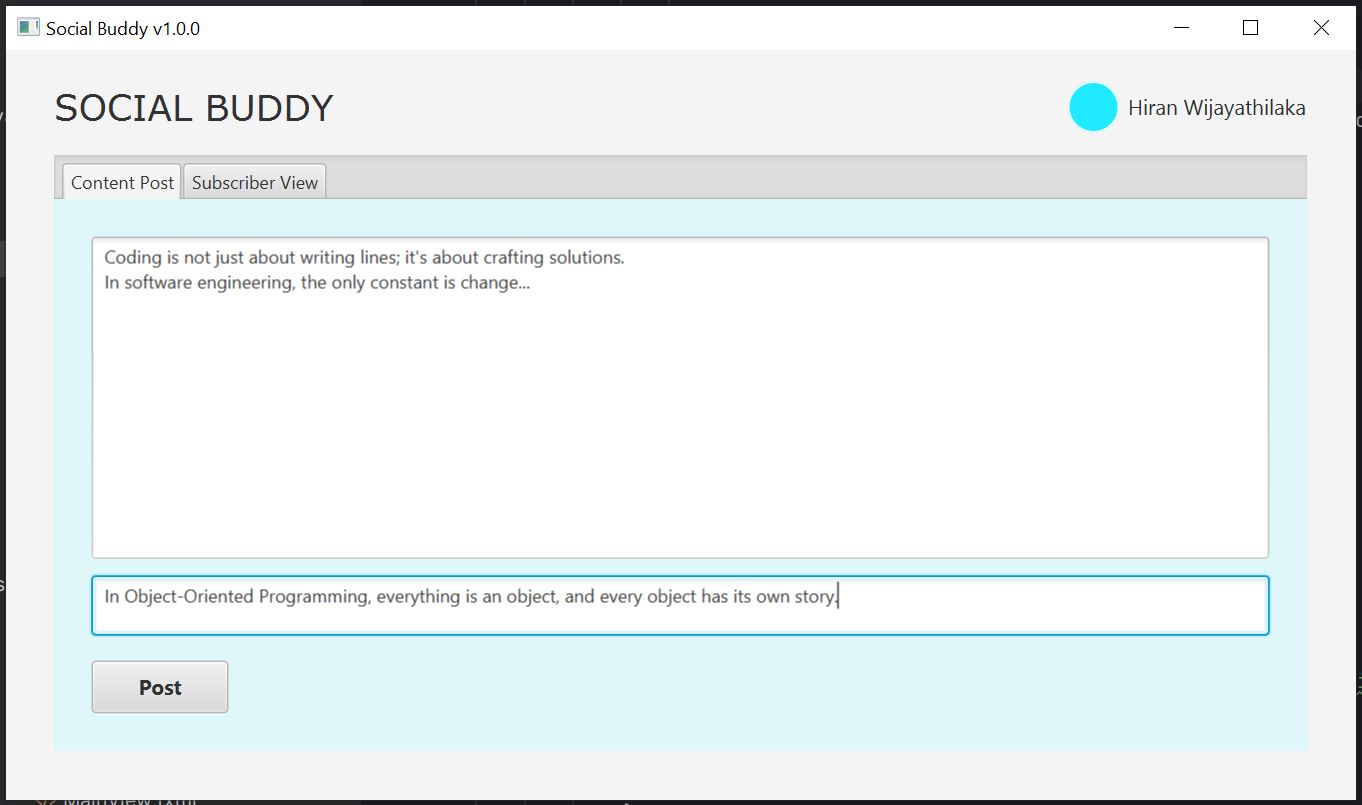 Social Buddy v1.0.0
SOCIAL BUDDY
Hiran Wijayathilaka
Content Post
Subscriber View
Coding is not just about writing lines; it's about crafting solutions.
In software engineering, the only constant is change...
In Object-Oriented Programming, everything is an object, and every object has its own story.
Post